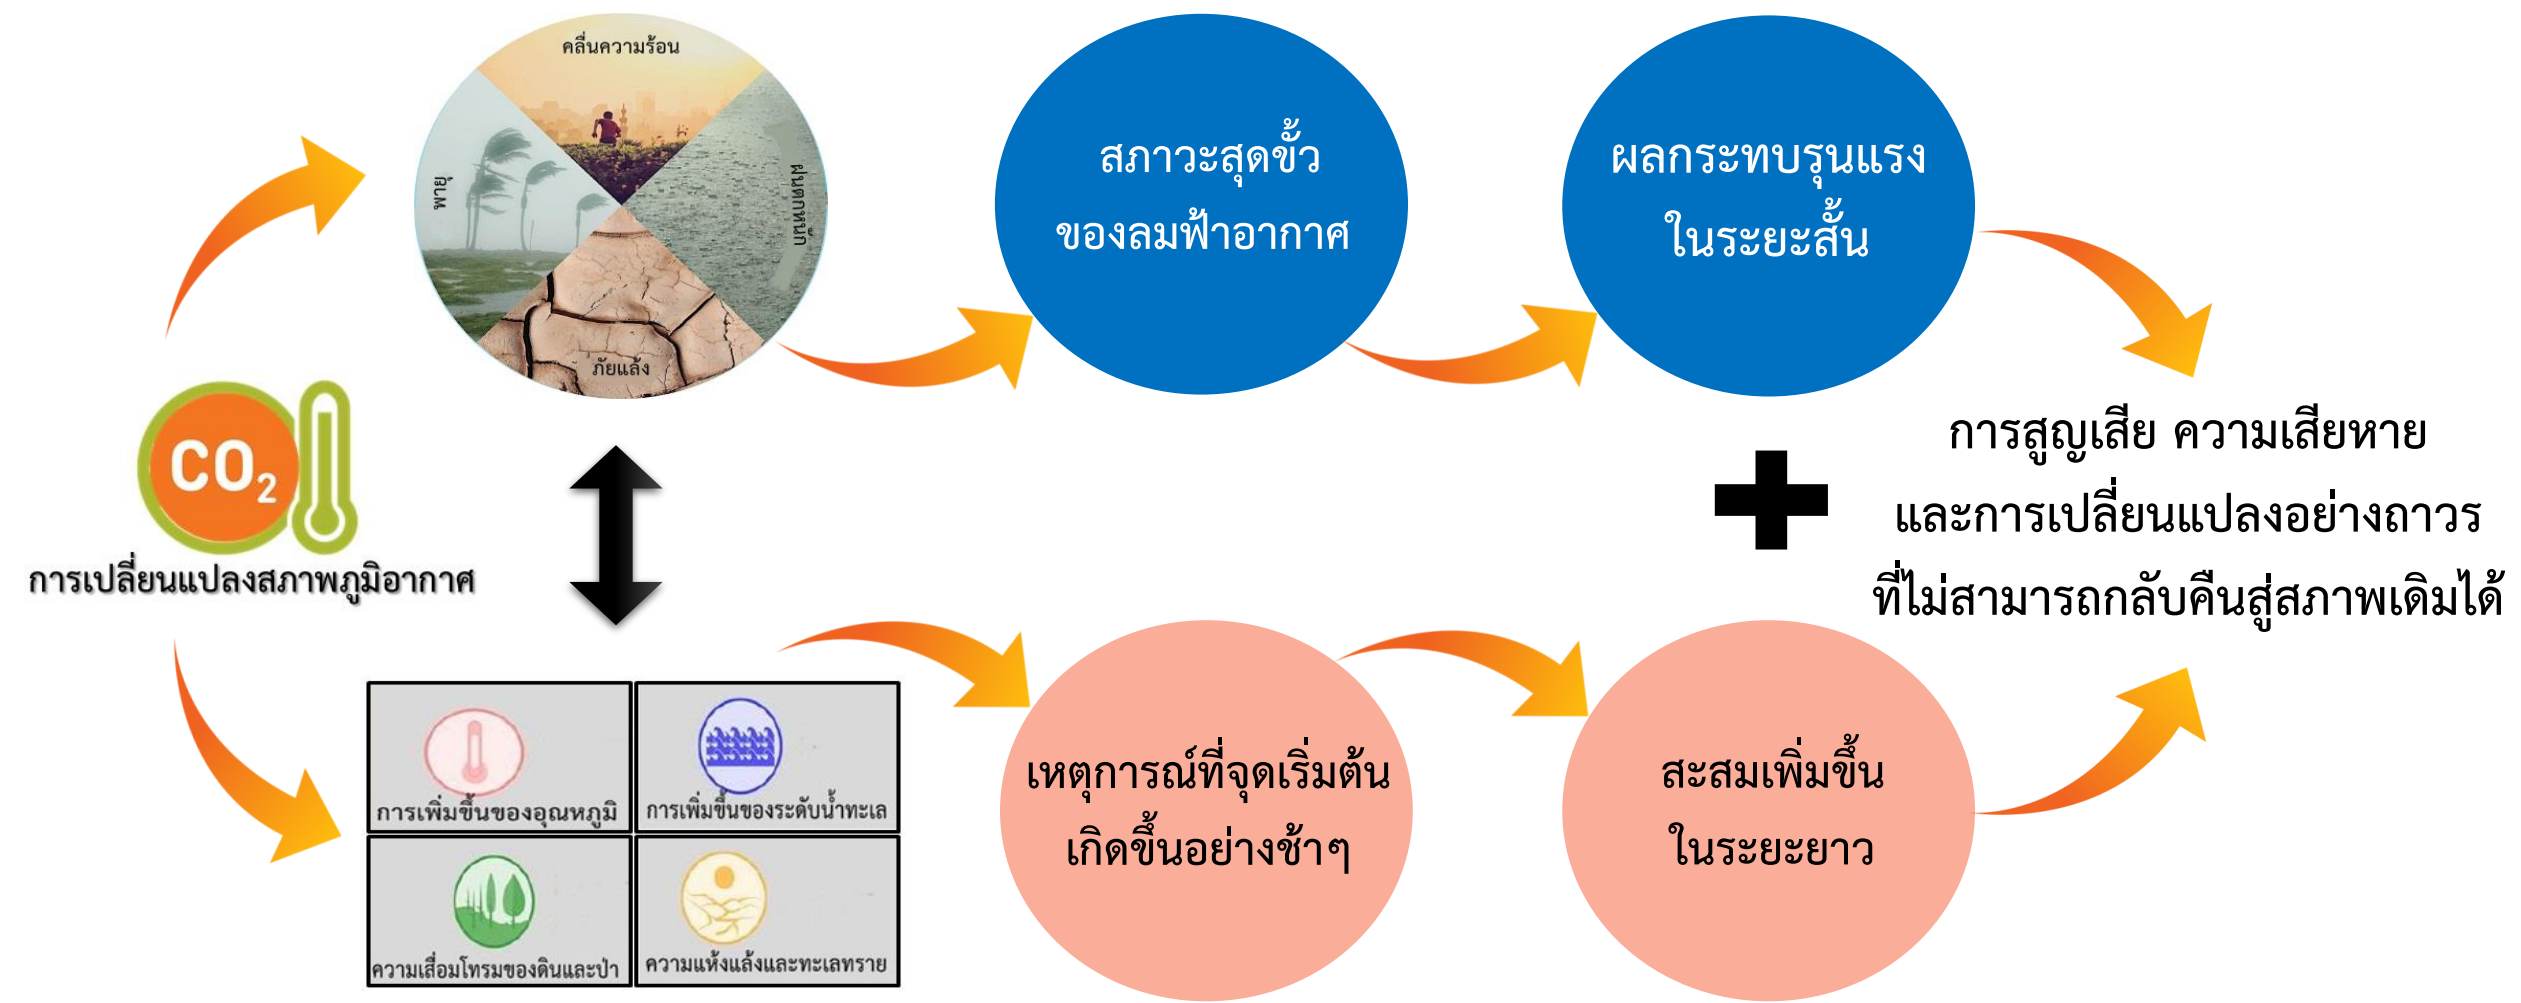 คลื่นความร้อน
พายุ
ฝนตกหนัก
ภัยแล้ง
สภาวะสุดขั้ว
ของลมฟ้าอากาศ
ผลกระทบรุนแรง
ในระยะสั้น
CO2
การเปลี่ยนแปลงสภาพภูมิอากาศ
การสูญเสีย ความเสียหาย
และการเปลี่ยนแปลงอย่างถาวร
ที่ไม่สามารถกลับคืนสู่สภาพเดิมได้
การเพิ่มขึ้นของอุณหภูมิ
การเพิ่มขึ้นของระดับน้ำทะเล
ความเสื่อมโทรมของดินและป่า
ความแห้งแล้งและทะเลทราย
เหตุการณ์ที่จุดเริ่มต้น
เกิดขึ้นอย่างช้าๆ
สะสมเพิ่มขึ้น
ในระยะยาว